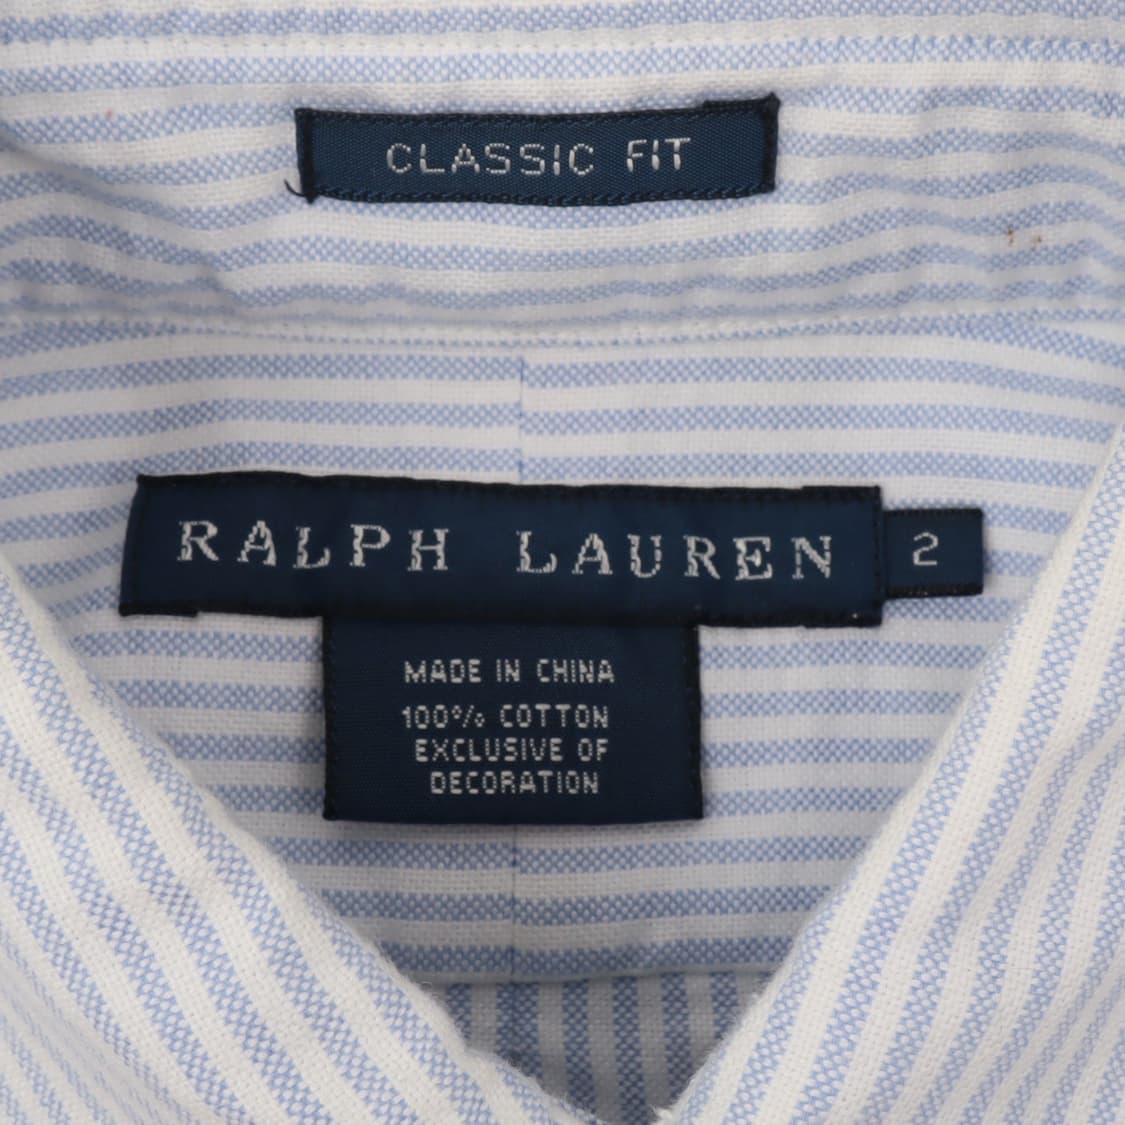 CLASSIC FIT
RALPH LAUREN 2
MADE IN CHINA
100% COTTON
EXCLUSIVE OF
DECORATION